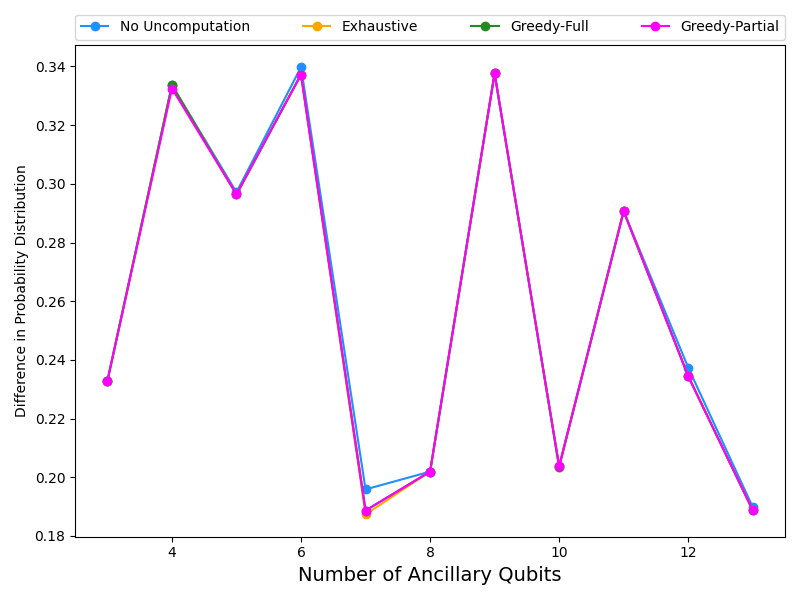 No Uncomputation Exhaustive Greedy-Full Greedy-Partial
0.34
0.32
0.30
0.28
0.26
0.24
0.22
0.20
0.18
Difference in Probability Distribution
4 6 8 10 12
Number of Ancillary Qubits